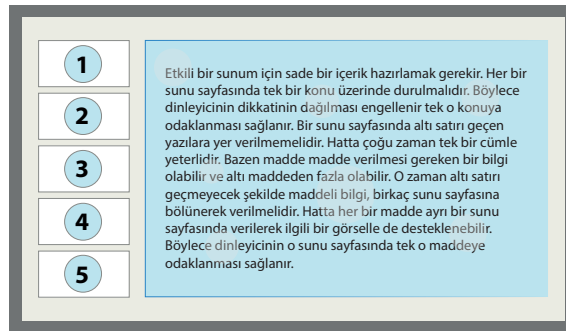 1
2
3
4
5
Etkili bir sunum için sade bir içerik hazırlamak gerekir. Her bir
sunu sayfasında tek bir konu üzerinde durulmalıdır. Böylece
dinleyicinin dikkatinin dağılması engellenir tek o konuya
odaklanması sağlanır. Bir sunu sayfasında altı satırı geçen
yazılara yer verilmemelidir. Hatta çoğu zaman tek bir cümle
yeterlidir. Bazen madde madde verilmesi gereken bir bilgi
olabilir ve altı maddeden fazla olabilir. O zaman altı satırı
geçmeyecek şekilde maddeli bilgi, birkaç sunu sayfasına
bölünerek verilmelidir. Hatta her bir madde ayrı bir sunu
sayfasında verilerek ilgili bir görselle de desteklenebilir.
Böylece dinleyicinin o sunu sayfasında tek o maddeye
odaklanması sağlanır.